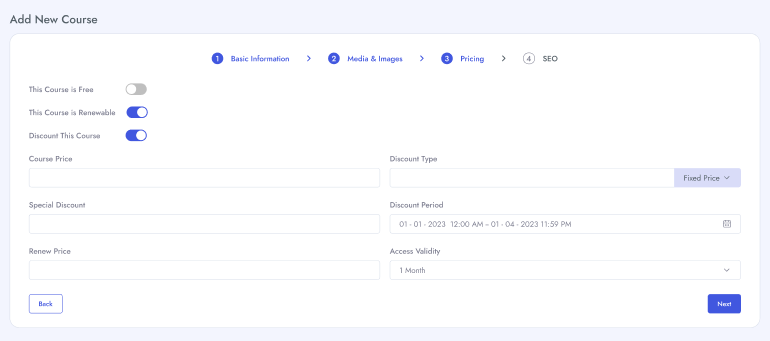 Add New Course
1 Basic Information > 2 Media & Images > 3 Pricing > 4 SEO
This Course is Free
This Course is Renewable
Discount This Course
Course Price Discount Type
Fixed Price
Special Discount Discount Period
01 - 01 - 2023 12:00 AM – 01 - 04 - 2023 11:59 PM
Renew Price Access Validity
1 Month
Back Next